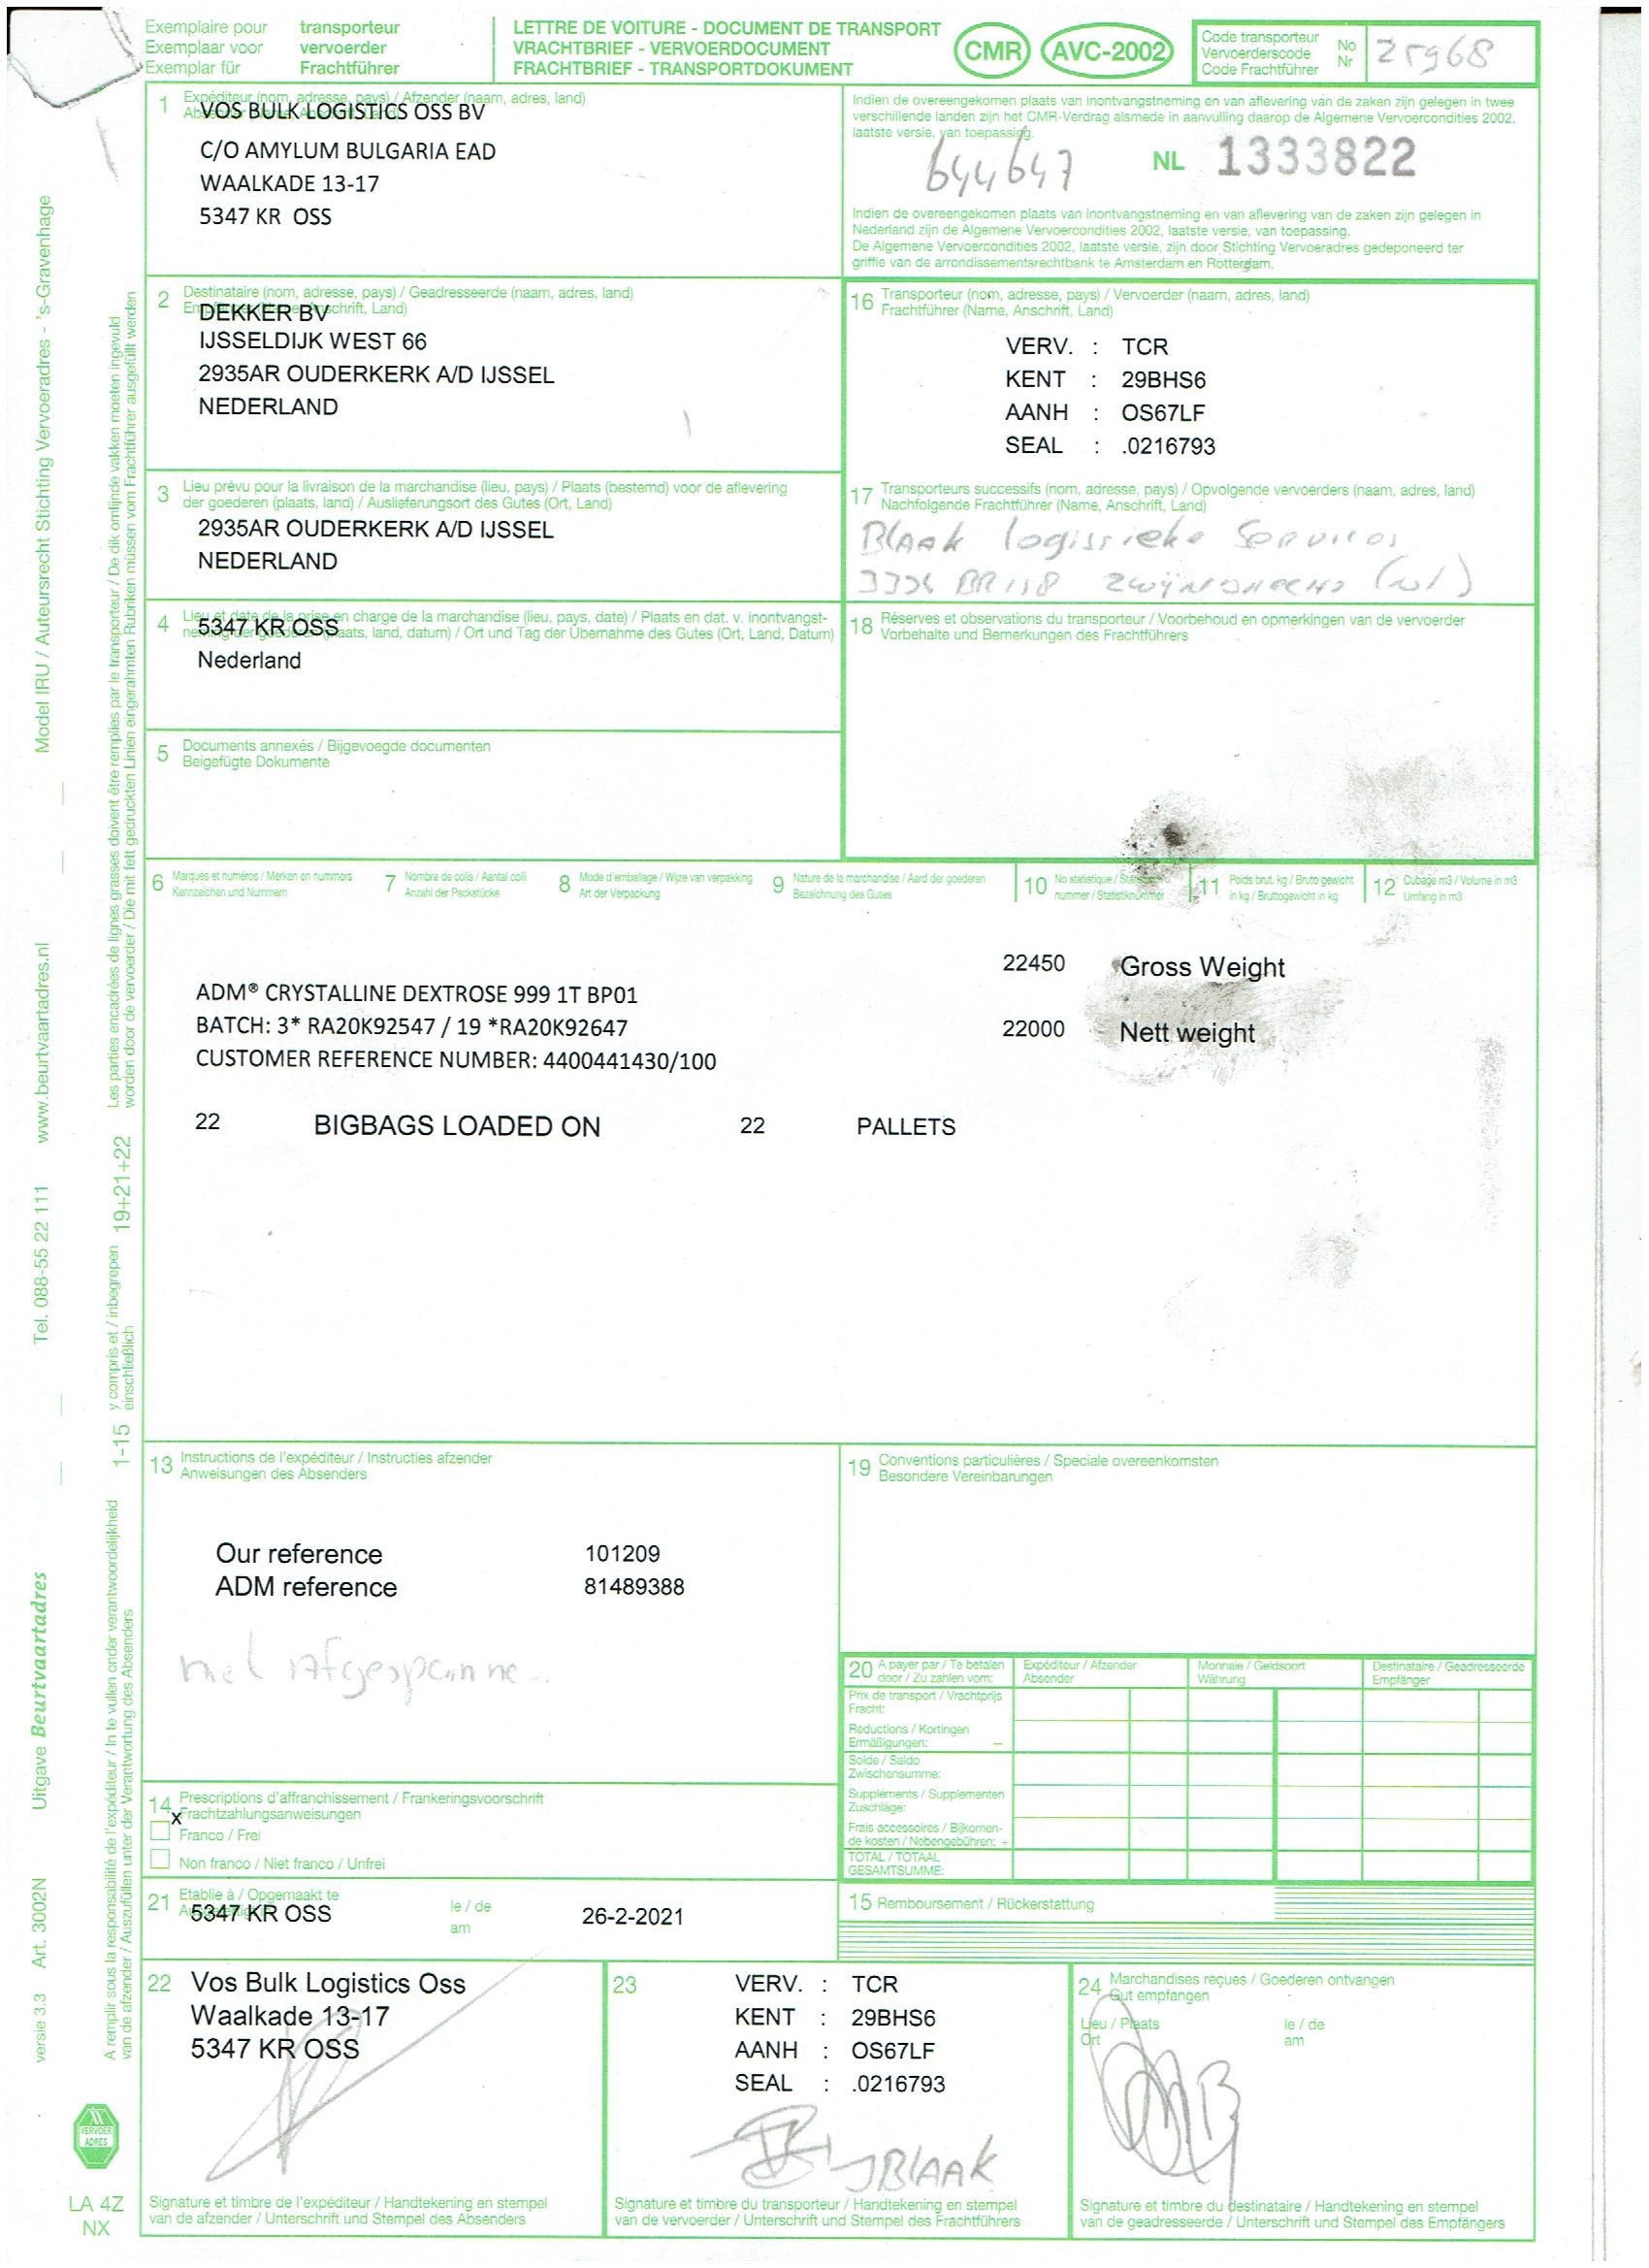 Exemplaire pour transporteur
Exemplaar voor vervoerder
Exemplar für Frachtführer
LETTRE DE VOITURE - DOCUMENT DE TRANSPORT
VRACHTBRIEF - VERVOERDOCUMENT
FRACHTBRIEF - TRANSPORTDOKUMENT
CMR
AVC-2002
Code transporteur
Vervoerderscode
Code Frachtführer
No
Nr
25968
1 Expéditeur (nom, adresse, pays) / Afzender (naam, adres, land)
VOS BULK LOGISTICS OSS BV
C/O AMYLUM BULGARIA EAD
WAALKADE 13-17
5347 KR OSS
Indien de overeengekomen plaats van inontvangstneming en van aflevering van de zaken zijn gelegen in twee
verschillende landen zijn het CMR-Verdrag alsmede in aanvulling daarop de Algemene Vervoercondities 2002,
laatste versie, van toepassing.
644647
NL 1333822
Indien de overeengekomen plaats van inontvangstneming en van aflevering van de zaken zijn gelegen in
Nederland zijn de Algemene Vervoercondities 2002, laatste versie, van toepassing.
De Algemene Vervoercondities 2002, laatste versie, zijn door Stichting Vervoeradres gedeponeerd ter
griffie van de arrondissementsrechtbank te Amsterdam en Rotterdam.
2 Destinataire (nom, adresse, pays) / Geadresseerde (naam, adres, land)
DEKKER BV
IJSSELDIJK WEST 66
2935AR OUDERKERK A/D IJSSEL
NEDERLAND
16 Transporteur (nom, adresse, pays) / Vervoerder (naam, adres, land)
Frachtführer (Name, Anschrift, Land)
VERV. : TCR
KENT : 29BHS6
AANH : OS67LF
SEAL : .0216793
3 Lieu prévu pour la livraison de la marchandise (lieu, pays) / Plaats (bestemd) voor de aflevering
der goederen (plaats, land) / Auslieferungsort des Gutes (Ort, Land)
2935AR OUDERKERK A/D IJSSEL
NEDERLAND
17 Transporteurs successifs (nom, adresse, pays) / Opvolgende vervoerders (naam, adres, land)
Nachfolgende Frachtführer (Name, Anschrift, Land)
BLAAK logistieke Services
4 Lieu et date de la prise en charge de la marchandise (lieu, pays, date) / Plaats en dat. v. inontvangst-
neming der goederen (plaats, land, datum) / Ort und Tag der Übernahme des Gutes (Ort, Land, Datum)
5347 KR OSS
Nederland
18 Réserves et observations du transporteur / Voorbehoud en opmerkingen van de vervoerder
Vorbehalte und Bemerkungen des Frachtführers
5 Documents annexés / Bijgevoegde documenten
Beigefügte Dokumente
6 Marques et numéros / Merken en nummers
Kennzeichen und Nummern
7 Nombre de colis / Aantal colli
Anzahl der Packstücke
8 Mode d'emballage / Wijze van verpakking
Art der Verpackung
9 Nature de la marchandise / Aard der goederen
Bezeichnung des Gutes
10 No statistique / Statistisch
nummer / Statistiknummer
11 Poids brut, kg / Bruto gewicht
in kg / Bruttogewicht in kg
12 Cubage m3 / Volume in m3
Umfang in m3
22450 Gross Weight
ADM® CRYSTALLINE DEXTROSE 999 1T BP01
BATCH: 3* RA20K92547 / 19 *RA20K92647
22000 Nett weight
CUSTOMER REFERENCE NUMBER: 4400441430/100
22 BIGBAGS LOADED ON 22 PALLETS
13 Instructions de l'expéditeur / Instructies afzender
Anweisungen des Absenders
Our reference 101209
ADM reference 81489388
19 Conventions particulières / Speciale overeenkomsten
Besondere Vereinbarungen
20 A payer par / Te betalen
door / Zu zahlen vom:
Expéditeur / Afzender
Absender
Monnaie / Geldsoort
Währung
Destinataire / Geadresseerde
Empfänger
Prix de transport / Vrachtprijs
Fracht:
Reductions / Kortingen
Ermäßigungen: –
Solde / Saldo
Zwischensumme:
Suppléments / Supplementen
Zuschläge:
Frais accessoires / Bijkomen-
de kosten / Nebengebühren: +
TOTAL / TOTAAL
GESAMTSUMME:
14 Prescriptions d'affranchissement / Frankeringsvoorschrift
x Frachtzahlungsanweisungen
Franco / Frei
Non franco / Niet franco / Unfrei
21 Etablie à / Opgemaakt te
5347 KR OSS
le / de
am
26-2-2021
15 Remboursement / Rückerstattung
22 Vos Bulk Logistics Oss
Waalkade 13-17
5347 KR OSS
Signature et timbre de l'expéditeur / Handtekening en stempel
van de afzender / Unterschrift und Stempel des Absenders
23 VERV. : TCR
KENT : 29BHS6
AANH : OS67LF
SEAL : .0216793
BLAAK
Signature et timbre du transporteur / Handtekening en stempel
van de vervoerder / Unterschrift und Stempel des Frachtführers
24 Marchandises reçues / Goederen ontvangen
Gut empfangen
Lieu / Plaats
Ort
le / de
am
Signature et timbre du destinataire / Handtekening en stempel
van de geadresseerde / Unterschrift und Stempel des Empfängers
Model IRU / Auteursrecht Stichting Vervoeradres - 's-Gravenhage
www.beurtvaartadres.nl
Tel. 088-55 22 111
Uitgave Beurtvaartadres
Art. 3002N
versie 3.3
Les parties encadrées de lignes grasses doivent être remplies par le transporteur / De dik omlijnde vakken moeten ingevuld
worden door de vervoerder / Die mit fett gedruckten Linien eingerahmten Rubriken müssen vom Frachtführer ausgefüllt werden
19+21+22
y compris et / inbegrepen
einschließlich
1-15
A remplir sous la responsabilité de l'expéditeur / In te vullen onder verantwoordelijkheid
van de afzender / Auszufüllen unter der Verantwortung des Absenders
VERVOER
ADRES
LA 4Z
NX